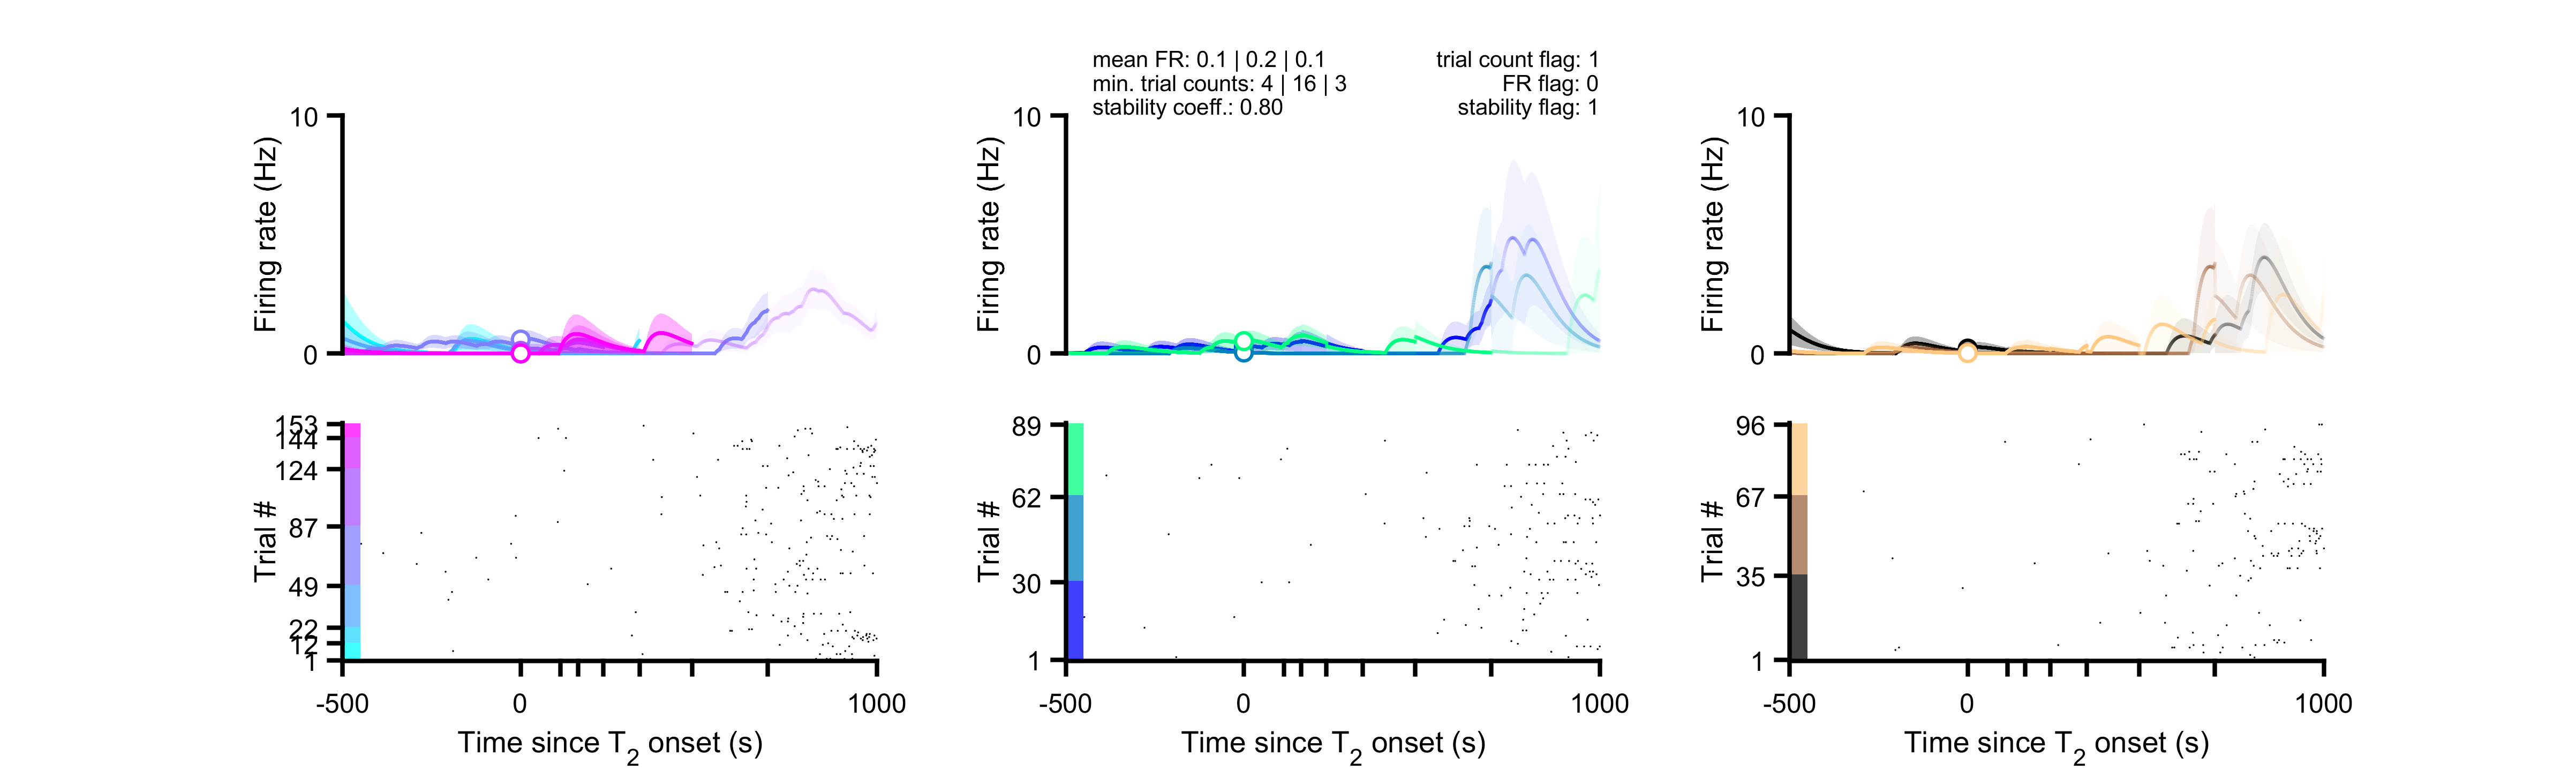 mean FR: 0.1 | 0.2 | 0.1
min. trial counts: 4 | 16 | 3
stability coeff.: 0.80
trial count flag: 1
FR flag: 0
stability flag: 1
10
0
Firing rate (Hz)
10
0
Firing rate (Hz)
10
0
Firing rate (Hz)
153
144
124
87
49
22
12
1
Trial #
-500
0
1000
Time since T2 onset (s)
89
62
30
1
Trial #
-500
0
1000
Time since T2 onset (s)
96
67
35
1
Trial #
-500
0
1000
Time since T2 onset (s)